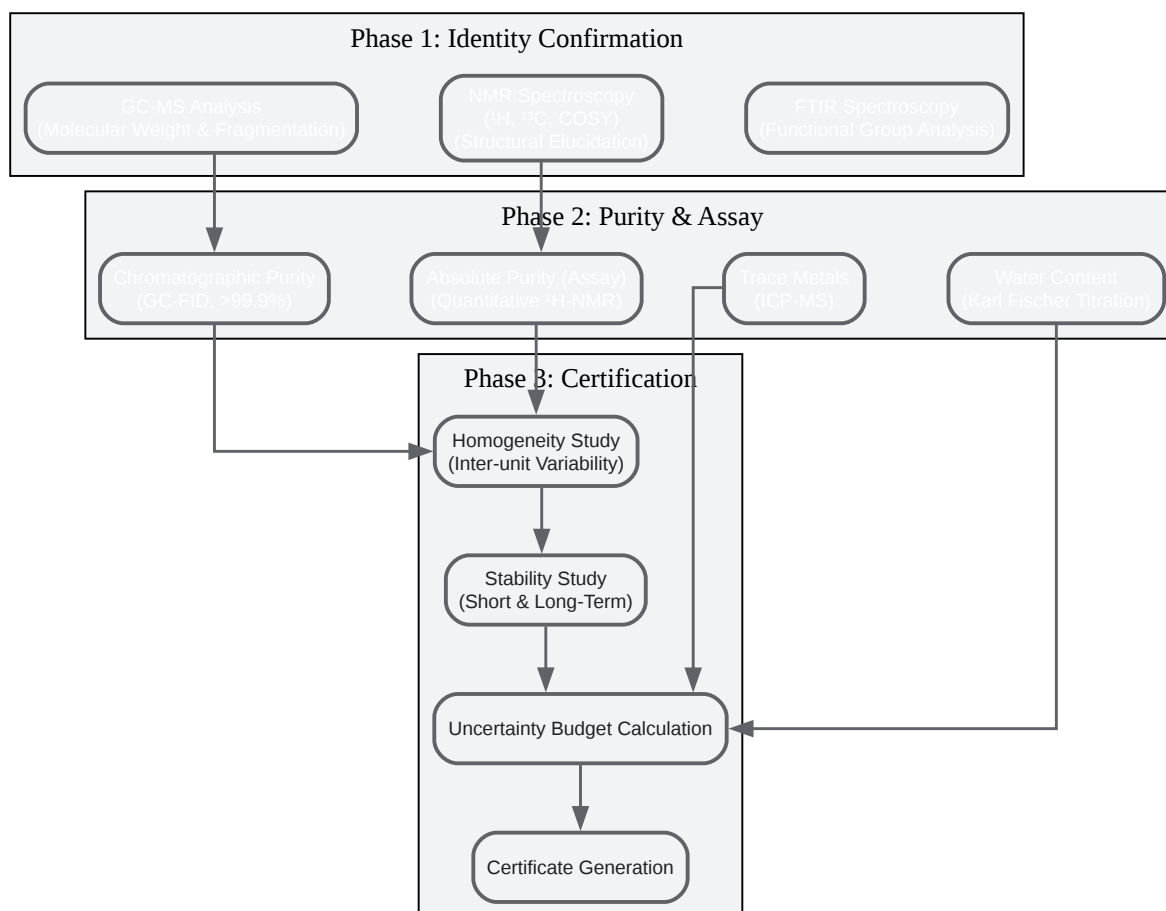 Phase 1: Identity Confirmation
GC-MS Analysis
(Molecular Weight & Fragmentation)
NMR Spectroscopy
(¹H, ¹³C, COSY)
(Structural Elucidation)
FTIR Spectroscopy
(Functional Group Analysis)
Phase 2: Purity & Assay
Chromatographic Purity
(GC-FID, >99.9%)
Absolute Purity (Assay)
(Quantitative ¹H-NMR)
Trace Metals
(ICP-MS)
Water Content
(Karl Fischer Titration)
Phase 3: Certification
Homogeneity Study
(Inter-unit Variability)
Stability Study
(Short & Long-Term)
Uncertainty Budget Calculation
Certificate Generation